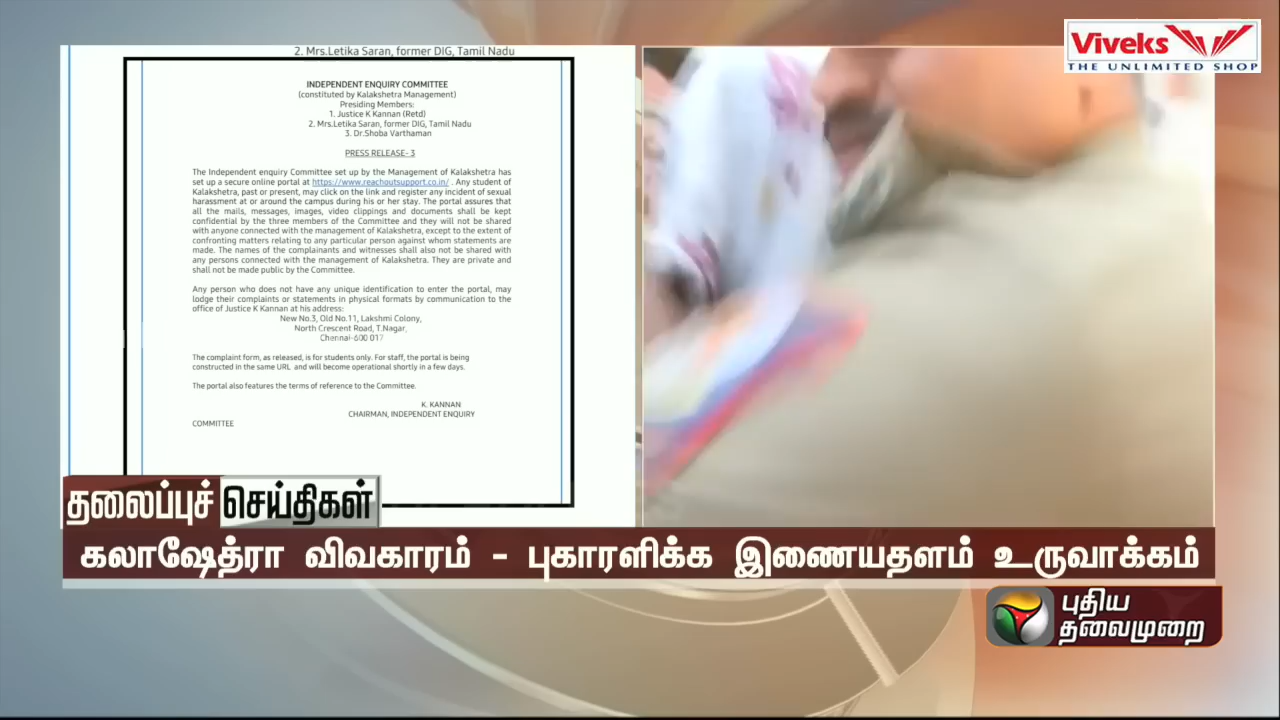 2. Mrs.Letika Saran, former DIG, Tamil Nadu
INDEPENDENT ENQUIRY COMMITTEE
(constituted by Kalakshetra Management)
Presiding Members:
1. Justice K Kannan (Retd)
2. Mrs.Letika Saran, former DIG, Tamil Nadu
3. Dr.Shoba Varthaman
PRESS RELEASE- 3
The Independent enquiry Committee set up by the Management of Kalakshetra has
set up a secure online portal at https://www.reachoutsupport.co.in/ . Any student of
Kalakshetra, past or present, may click on the link and register any incident of sexual
harassment at or around the campus during his or her stay. The portal assures that
all the mails, messages, images, video clippings and documents shall be kept
confidential by the three members of the Committee and they will not be shared
with anyone connected with the management of Kalakshetra, except to the extent of
confronting matters relating to any particular person against whom statements are
made. The names of the complainants and witnesses shall also not be shared with
any persons connected with the management of Kalakshetra. They are private and
shall not be made public by the Committee.
Any person who does not have any unique identification to enter the portal, may
lodge their complaints or statements in physical formats by communication to the
office of Justice K Kannan at his address:
New No.3, Old No.11, Lakshmi Colony,
North Crescent Road, T.Nagar,
Chennai-600 017
The complaint form, as released, is for students only. For staff, the portal is being
constructed in the same URL and will become operational shortly in a few days.
The portal also features the terms of reference to the Committee.
K. KANNAN
CHAIRMAN, INDEPENDENT ENQUIRY
COMMITTEE
Viveks
THE UNLIMITED SHOP
தலைப்புச் செய்திகள்
கலாஷேத்ரா விவகாரம் - புகாரளிக்க இணையதளம் உருவாக்கம்
புதிய
தலைமுறை